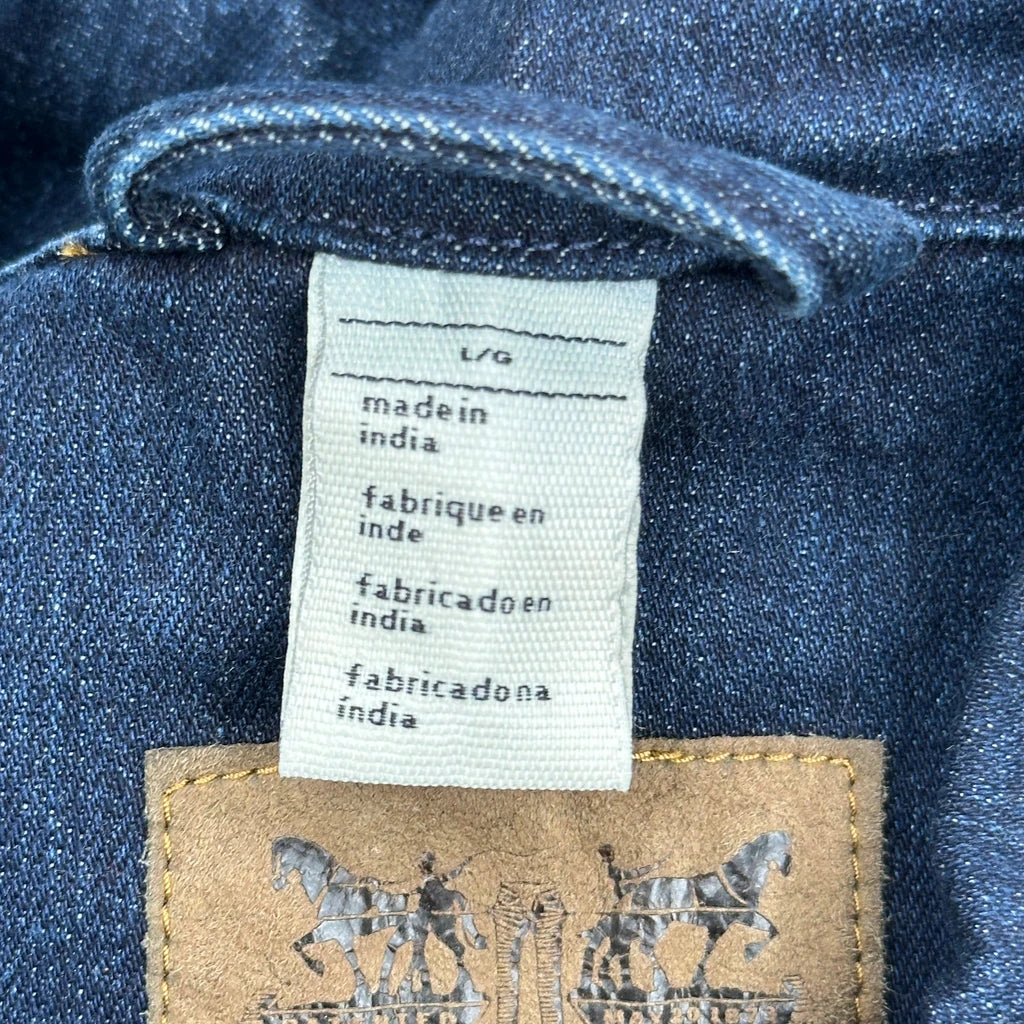 L/G
made in
india
fabrique en
inde
fabricado en
india
fabricado na
índia